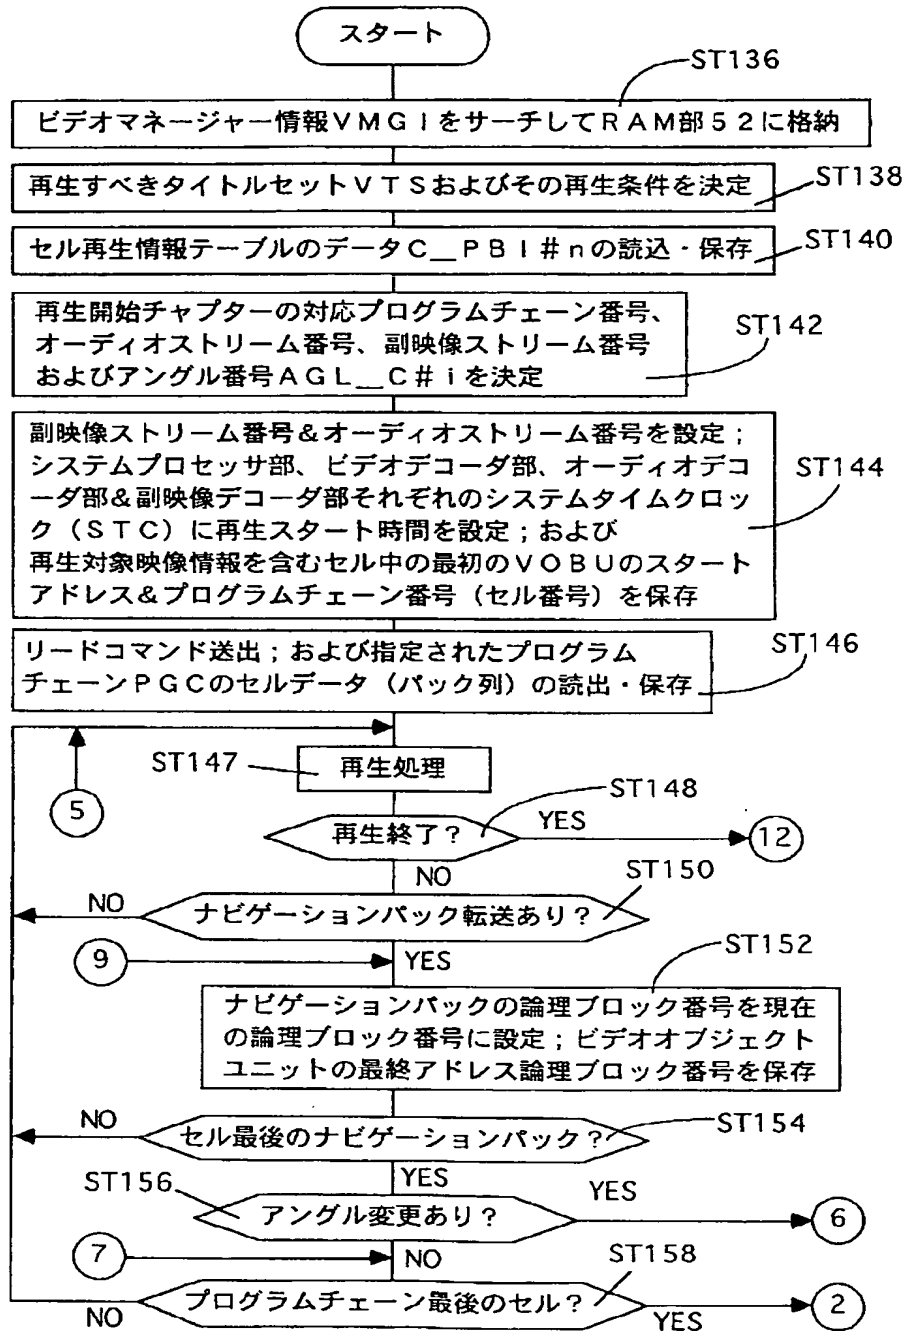 スタート
ST136
ビデオマネージャー情報VMGIをサーチしてRAM部52に格納
再生すべきタイトルセットVTSおよびその再生条件を決定
ST138
セル再生情報テーブルのデータC__PBI#nの読込・保存
ST140
再生開始チャプターの対応プログラムチェーン番号、
オーディオストリーム番号、副映像ストリーム番号
およびアングル番号AGL__C#iを決定
ST142
副映像ストリーム番号&オーディオストリーム番号を設定;
システムプロセッサ部、ビデオデコーダ部、オーディオデコ
ーダ部&副映像デコーダ部それぞれのシステムタイムクロッ
ク(STC)に再生スタート時間を設定;および
再生対象映像情報を含むセル中の最初のVOBUのスタート
アドレス&プログラムチェーン番号(セル番号)を保存
ST144
リードコマンド送出;および指定されたプログラム
チェーンPGCのセルデータ(パック列)の読出・保存
ST146
5
ST147
再生処理
ST148
再生終了?
YES
12
NO
ST150
NO
ナビゲーションパック転送あり?
9
YES
ST152
ナビゲーションパックの論理ブロック番号を現在
の論理ブロック番号に設定;ビデオオブジェクト
ユニットの最終アドレス論理ブロック番号を保存
NO
セル最後のナビゲーションパック?
ST154
YES
ST156
アングル変更あり?
YES
6
7
NO
ST158
プログラムチェーン最後のセル?
NO
YES
2